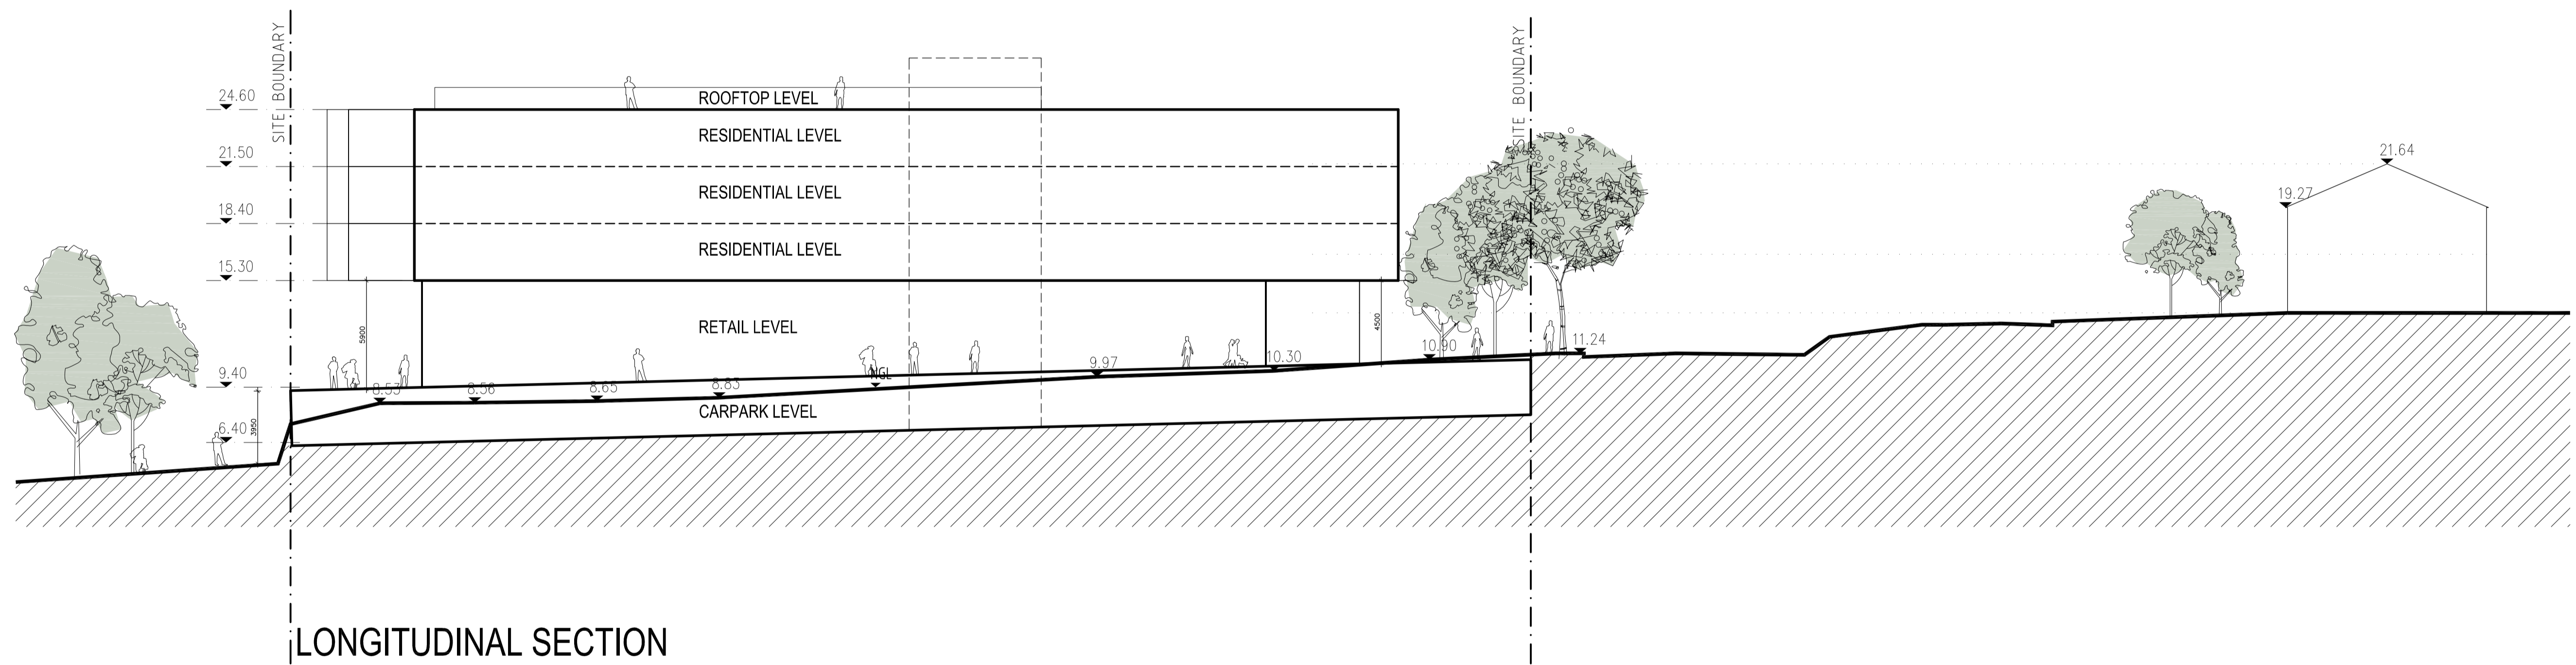 SITE BOUNDARY
SITE BOUNDARY
24.60
ROOFTOP LEVEL
RESIDENTIAL LEVEL
21.50
21.64
RESIDENTIAL LEVEL
19.27
18.40
RESIDENTIAL LEVEL
15.30
5900
RETAIL LEVEL
4500
11.24
10.90
10.30
9.97
NGL
9.40
8.53
8.56
8.65
8.83
CARPARK LEVEL
3950
6.40
LONGITUDINAL SECTION